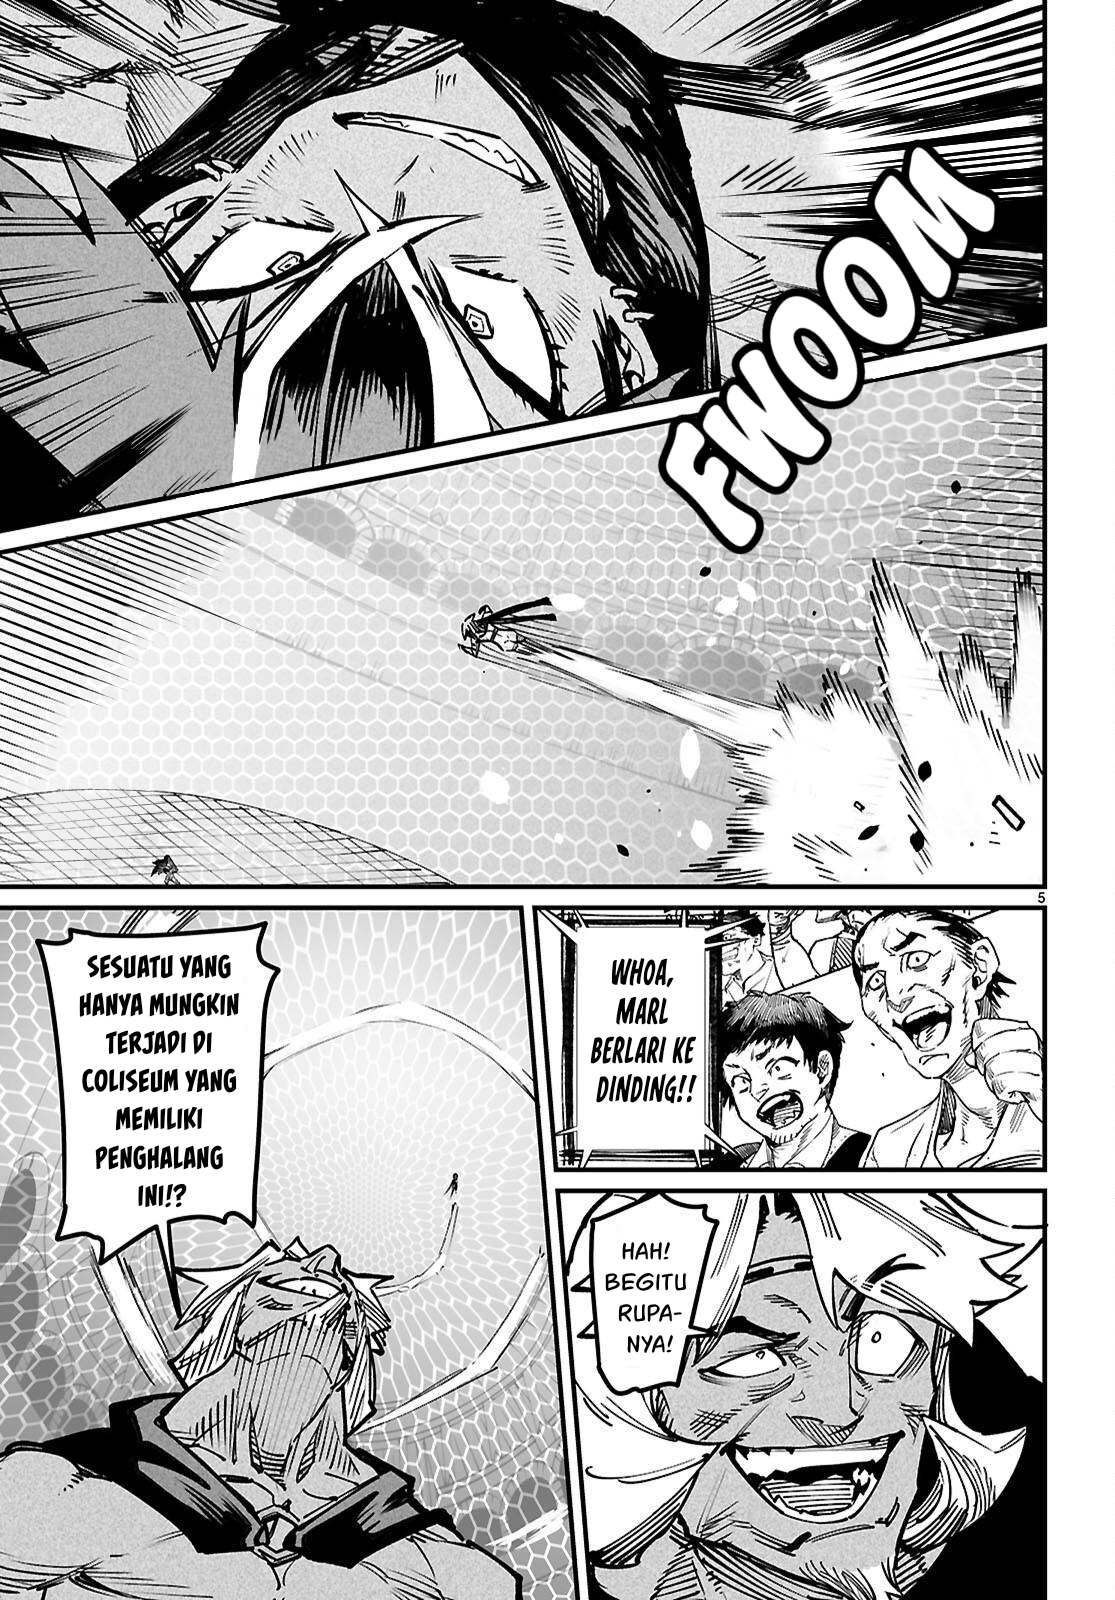 FWOOM
5
WHOA,
MARL
BERLARI KE
DINDING!!
HAH!
BEGITU
RUPA-
NYA!
SESUATU YANG
HANYA MUNGKIN
TERJADI DI
COLISEUM YANG
MEMILIKI
PENGHALANG
INI!?